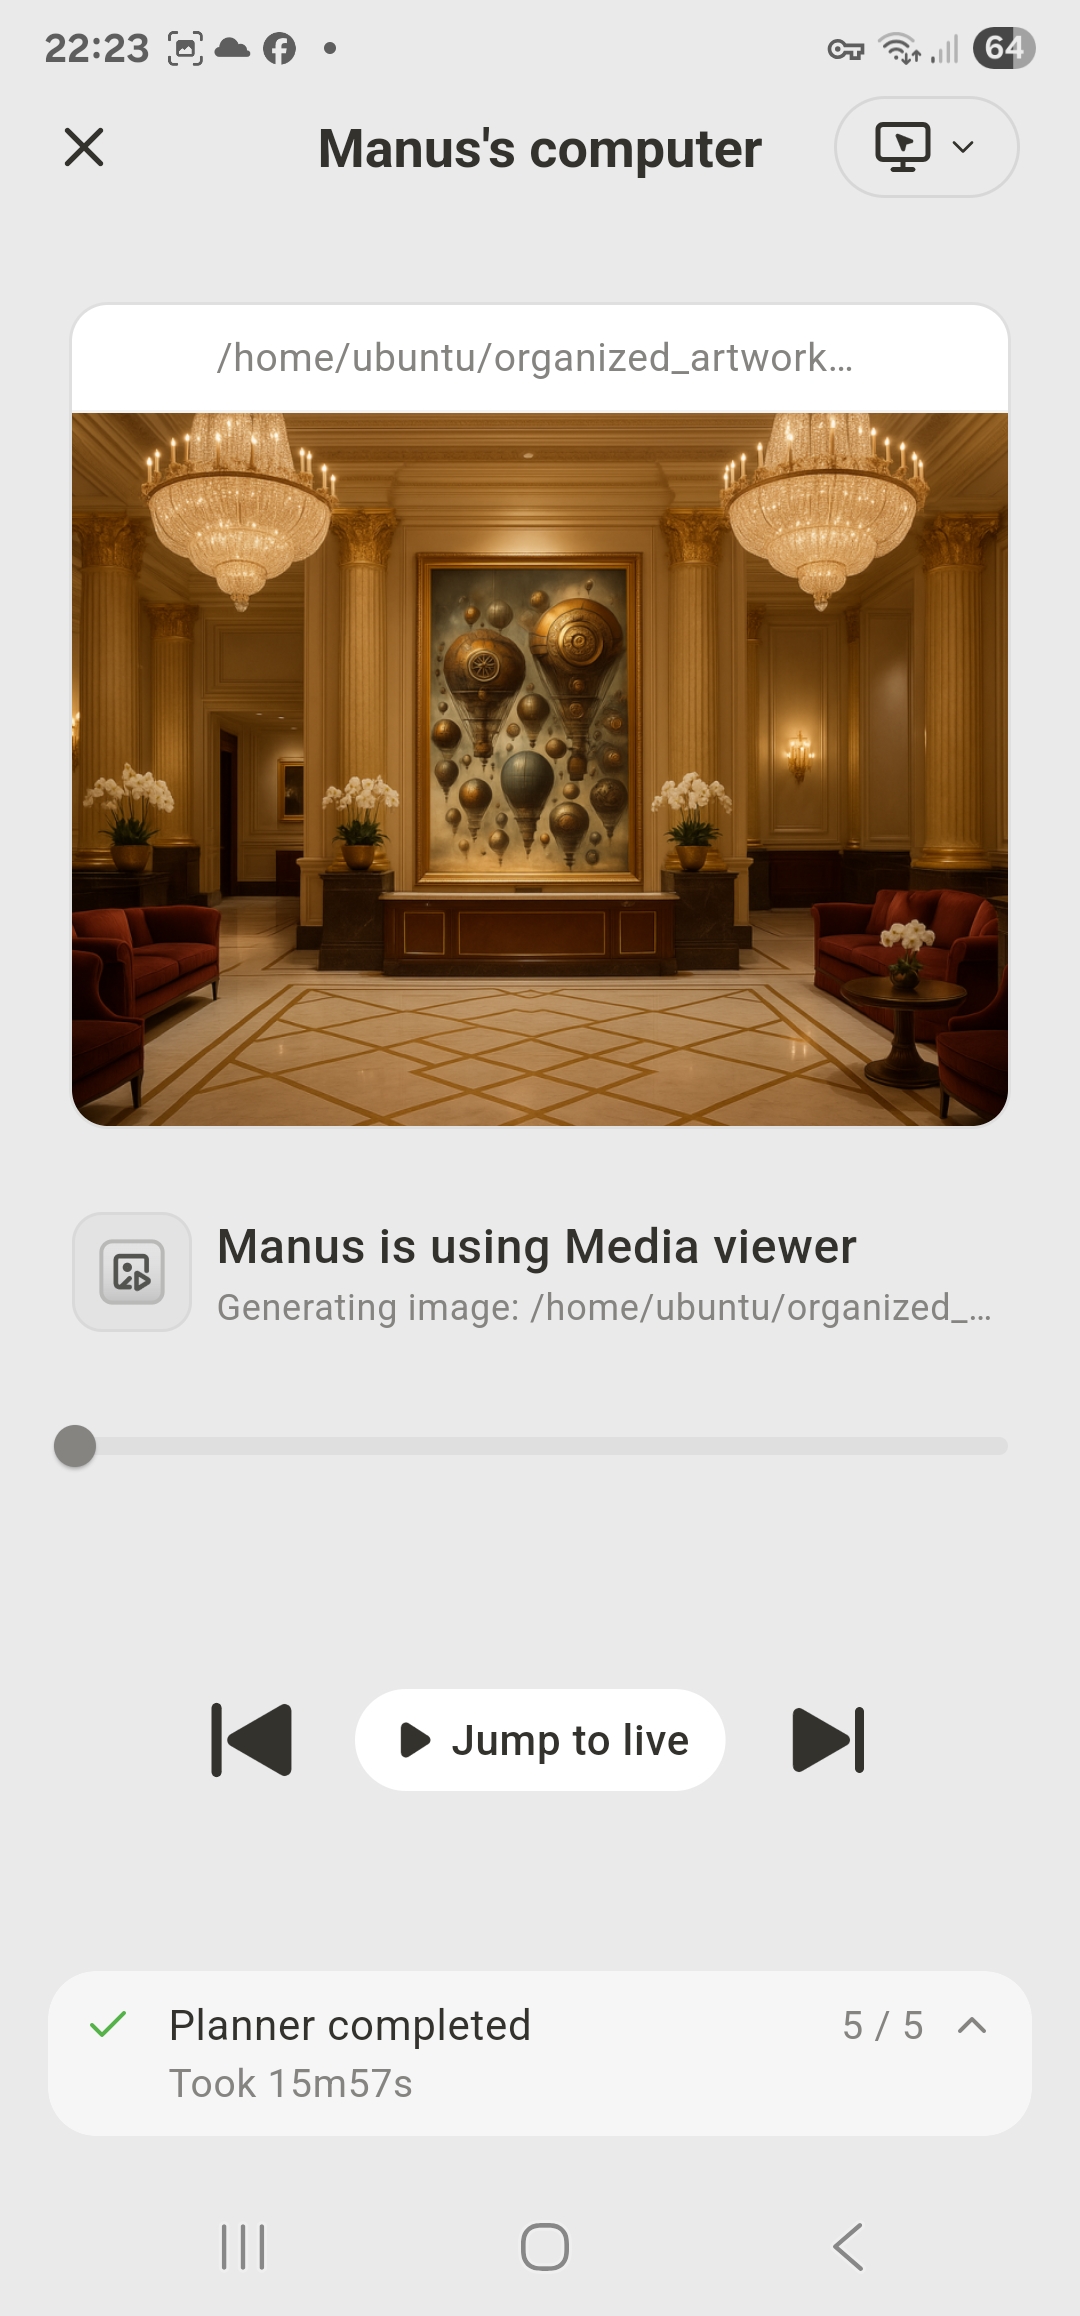 22:23
64
Manus's computer
/home/ubuntu/organized_artwork…
Manus is using Media viewer
Generating image: /home/ubuntu/organized_…
Jump to live
Planner completed
5 / 5
Took 15m57s